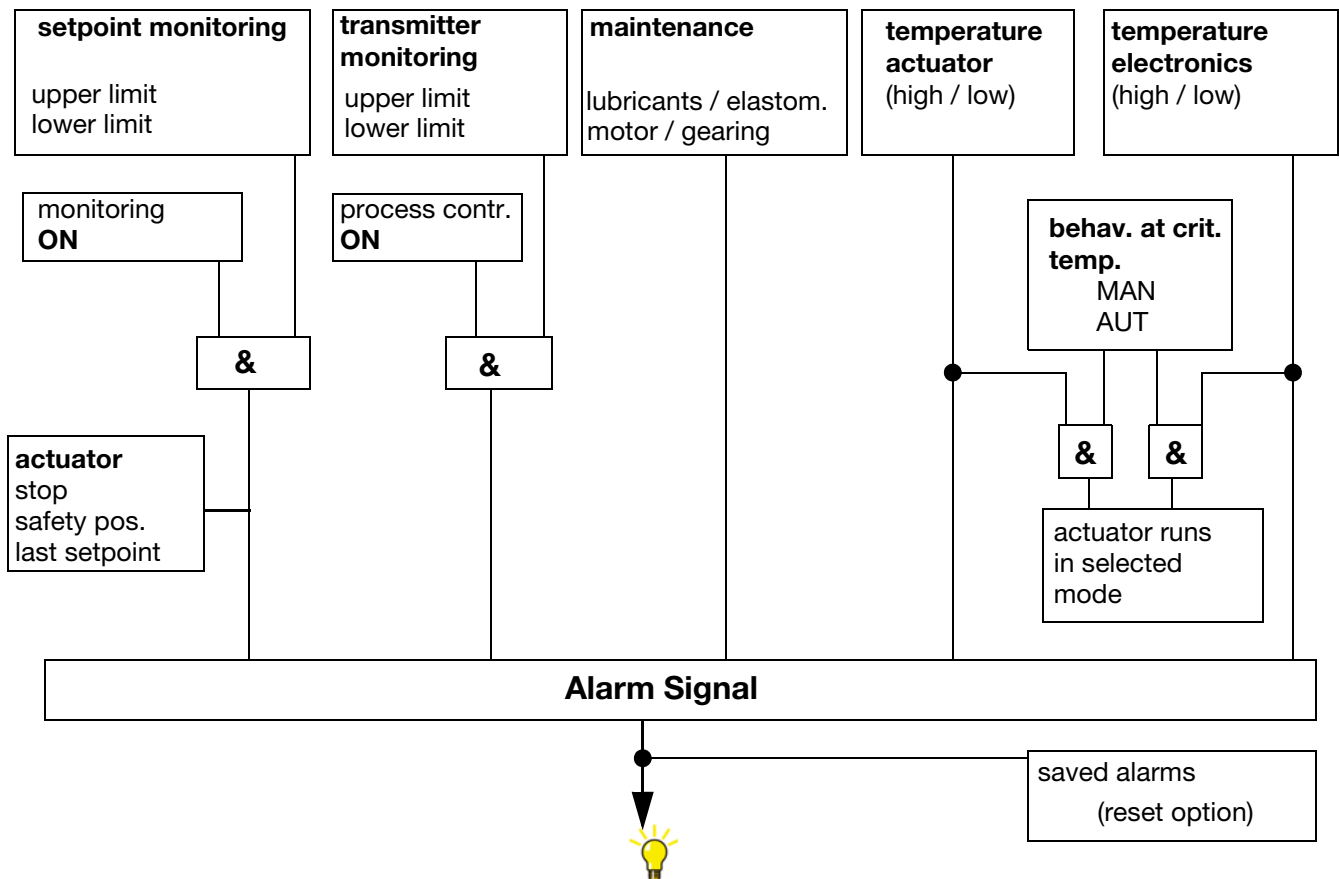 setpoint monitoring
upper limit
lower limit
transmitter
monitoring
upper limit
lower limit
maintenance
lubricants / elastom.
motor / gearing
temperature
actuator
(high / low)
temperature
electronics
(high / low)
monitoring
ON
process contr.
ON
behav. at crit.
temp.
MAN
AUT
&
&
actuator
stop
safety pos.
last setpoint
&
&
actuator runs
in selected
mode
Alarm Signal
saved alarms
(reset option)